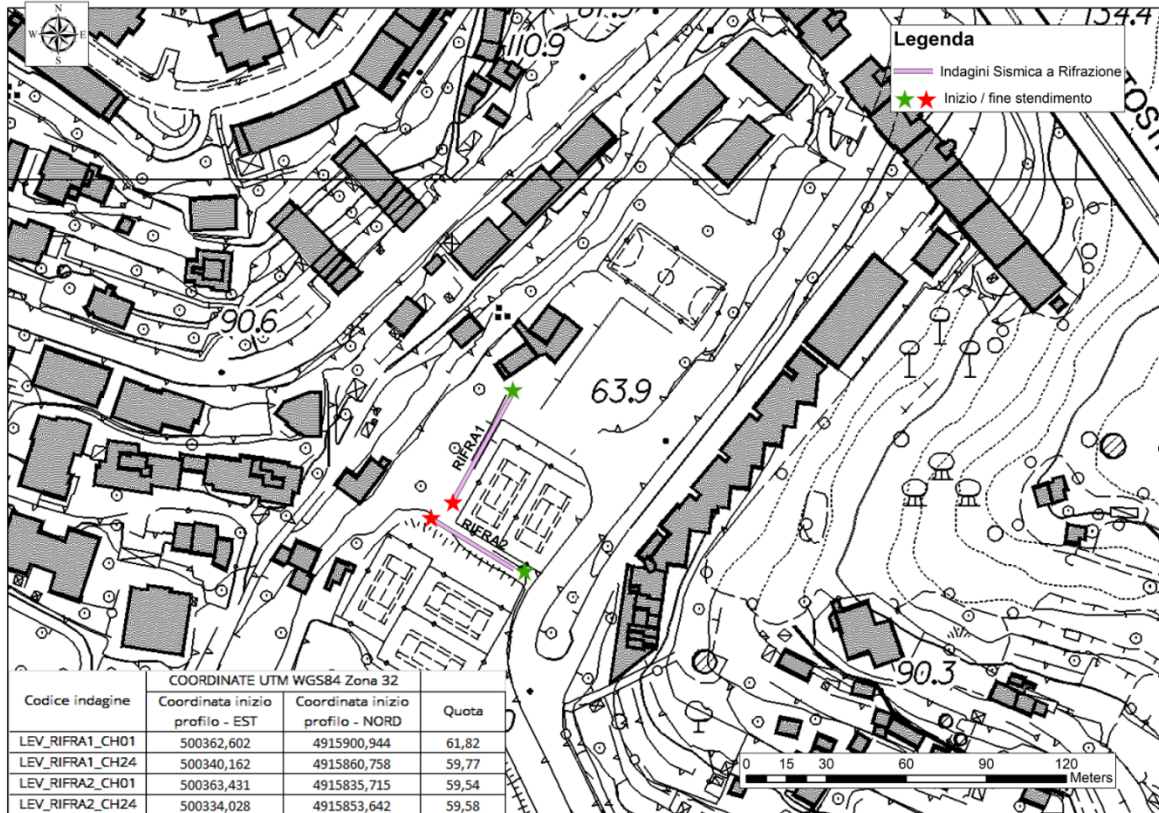 N
W E
S
110.9
134.4
Legenda
Indagini Sismica a Rifrazione
Inizio / fine stendimento
90.6
63.9
RIFRA1
RIFRA2
90.3
COORDINATE UTM WGS84 Zona 32
Codice indagine
Coordinata inizio profilo - EST
Coordinata inizio profilo - NORD
Quota
LEV_RIFRA1_CH01 500362,602 4915900,944 61,82
LEV_RIFRA1_CH24 500340,162 4915860,758 59,77
LEV_RIFRA2_CH01 500363,431 4915835,715 59,54
LEV_RIFRA2_CH24 500334,028 4915853,642 59,58
0 15 30 60 90 120
Meters